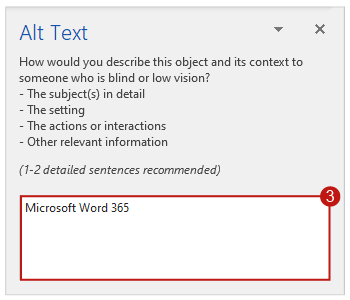 Alt Text
How would you describe this object and its context to
someone who is blind or low vision?
- The subject(s) in detail
- The setting
- The actions or interactions
- Other relevant information
(1-2 detailed sentences recommended)
3
Microsoft Word 365